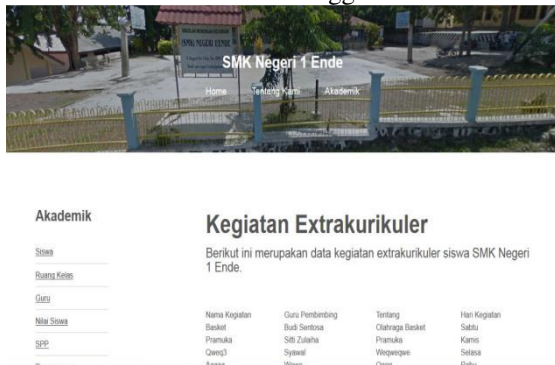 SMK Negeri 1 Ende
Home Tentang Kami Akademik
Akademik
Siswa
Ruang Kelas
Guru
Nilai Siswa
SPP
Kegiatan Extrakurikuler
Berikut ini merupakan data kegiatan extrakurikuler siswa SMK Negeri
1 Ende.
Nama Kegiatan Guru Pembimbing Tentang Hari Kegiatan
Basket Budi Sentosa Olahraga Basket Sabtu
Pramuka Sitti Zulaiha Pramuka Kamis
Qweq3 Syawal Weqweqwe Selasa